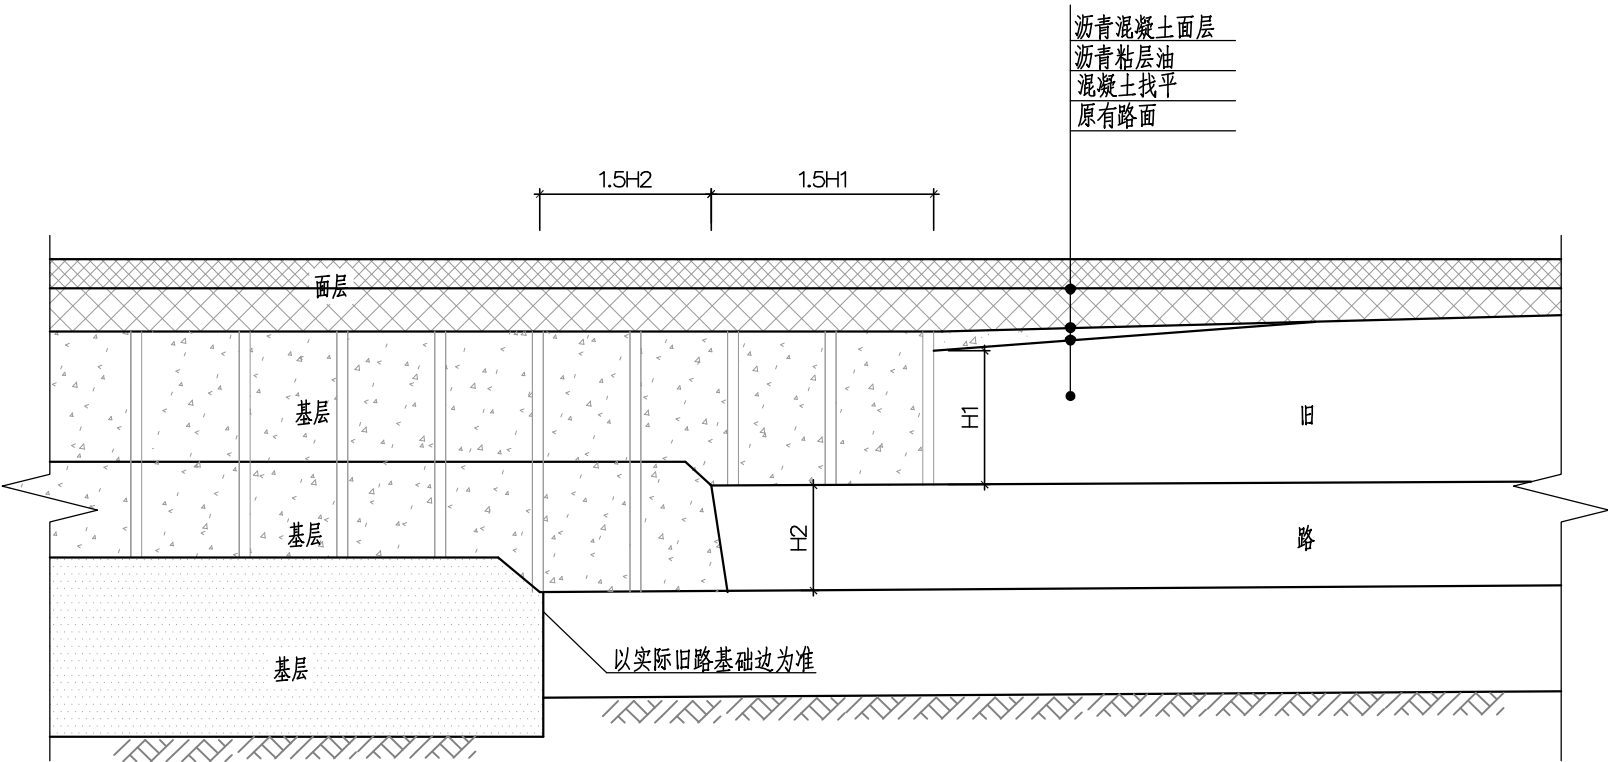 沥青混凝土面层
沥青粘层油
混凝土找平
原有路面
1.5H2
1.5H1
面层
基层
H1
旧
基层
H2
路
以实际旧路基础边为准
基层